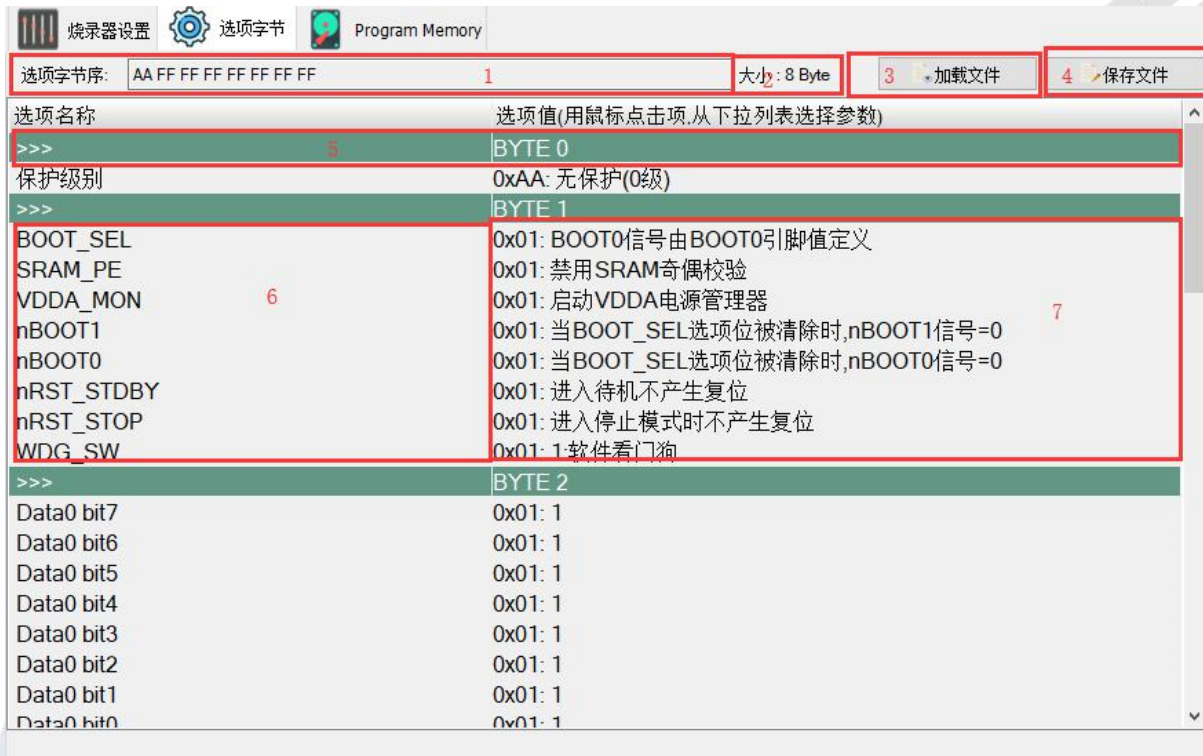 烧录器设置 选项字节 Program Memory
选项字节序: AA FF FF FF FF FF FF FF 1 大小: 8 Byte 2 3 加载文件 4 保存文件
选项名称 选项值(用鼠标点击项,从下拉列表选择参数)
>>> 5 BYTE 0
保护级别 0xAA: 无保护(0级)
>>> BYTE 1
BOOT_SEL 0x01: BOOT0信号由BOOT0引脚值定义
SRAM_PE 0x01: 禁用SRAM奇偶校验
VDDA_MON 6 0x01: 启动VDDA电源管理器 7
nBOOT1 0x01: 当BOOT_SEL选项位被清除时,nBOOT1信号=0
nBOOT0 0x01: 当BOOT_SEL选项位被清除时,nBOOT0信号=0
nRST_STDBY 0x01: 进入待机不产生复位
nRST_STOP 0x01: 进入停止模式时不产生复位
WDG_SW 0x01: 1:软件看门狗
>>> BYTE 2
Data0 bit7 0x01: 1
Data0 bit6 0x01: 1
Data0 bit5 0x01: 1
Data0 bit4 0x01: 1
Data0 bit3 0x01: 1
Data0 bit2 0x01: 1
Data0 bit1 0x01: 1
Data0 bit0 0x01: 1